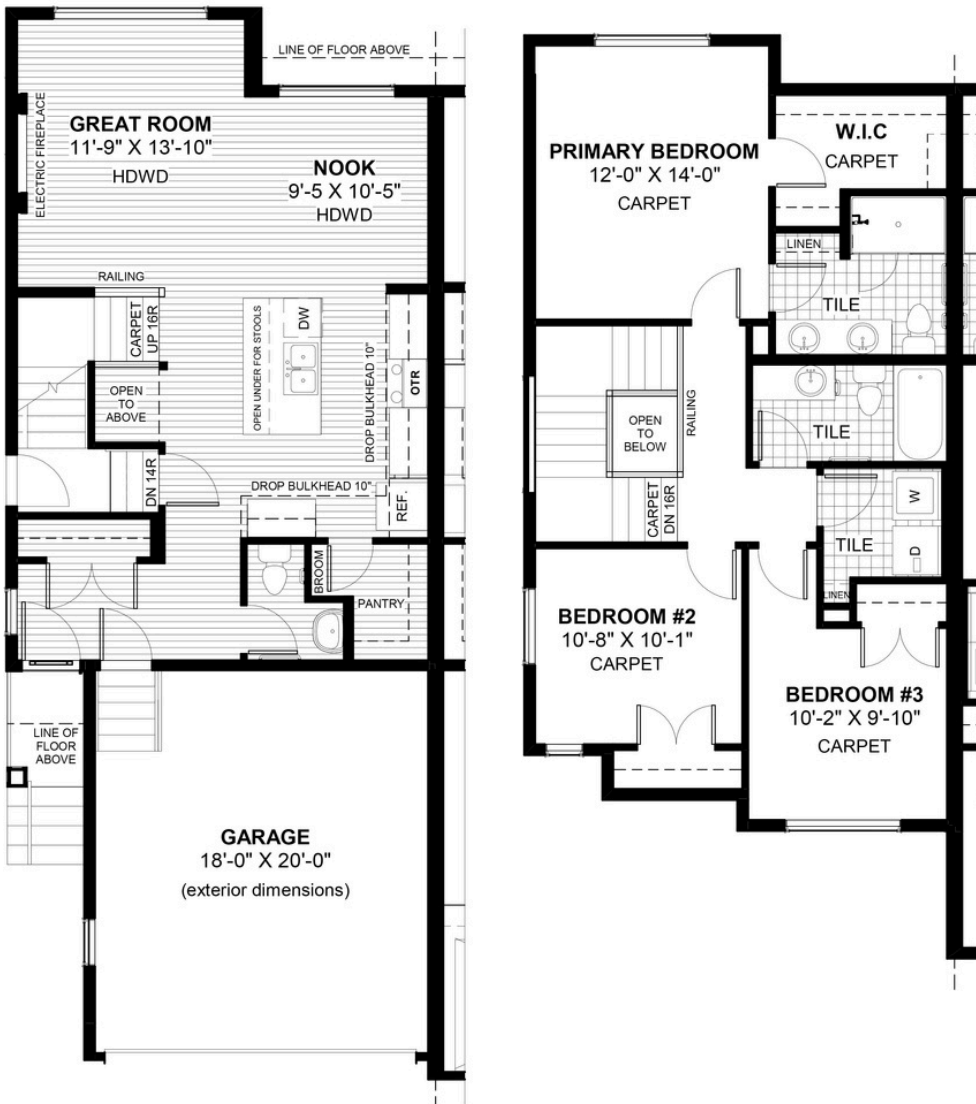 LINE OF FLOOR ABOVE
ELECTRIC FIREPLACE
GREAT ROOM
11'-9" X 13'-10"
HDWD
NOOK
9'-5 X 10'-5"
HDWD
RAILING
CARPET
UP 16R
OPEN
TO
ABOVE
DN 14R
OPEN UNDER FOR STOOLS
DW
DROP BULKHEAD 10"
OTR
DROP BULKHEAD 10"
REF.
BROOM
PANTRY
LINE OF
FLOOR
ABOVE
GARAGE
18'-0" X 20'-0"
(exterior dimensions)
PRIMARY BEDROOM
12'-0" X 14'-0"
CARPET
W.I.C
CARPET
LINEN
TILE
RAILING
OPEN
TO
BELOW
CARPET
DN 16R
TILE
W
D
TILE
LINEN
BEDROOM #2
10'-8" X 10'-1"
CARPET
BEDROOM #3
10'-2" X 9'-10"
CARPET